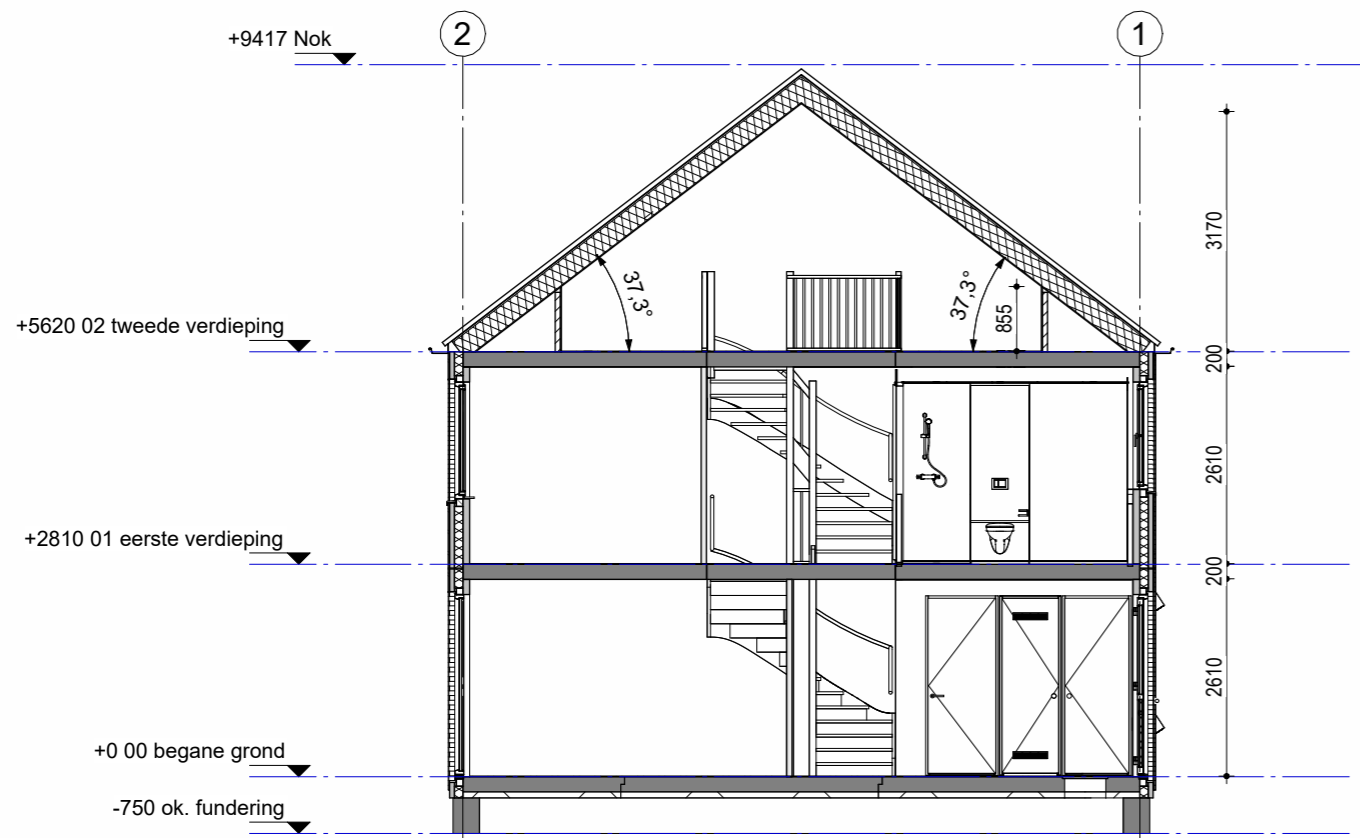 +9417 Nok
2
1
3170
37,3°
37,3°
855
+5620 02 tweede verdieping
200
2610
+2810 01 eerste verdieping
200
2610
+0 00 begane grond
-750 ok. fundering